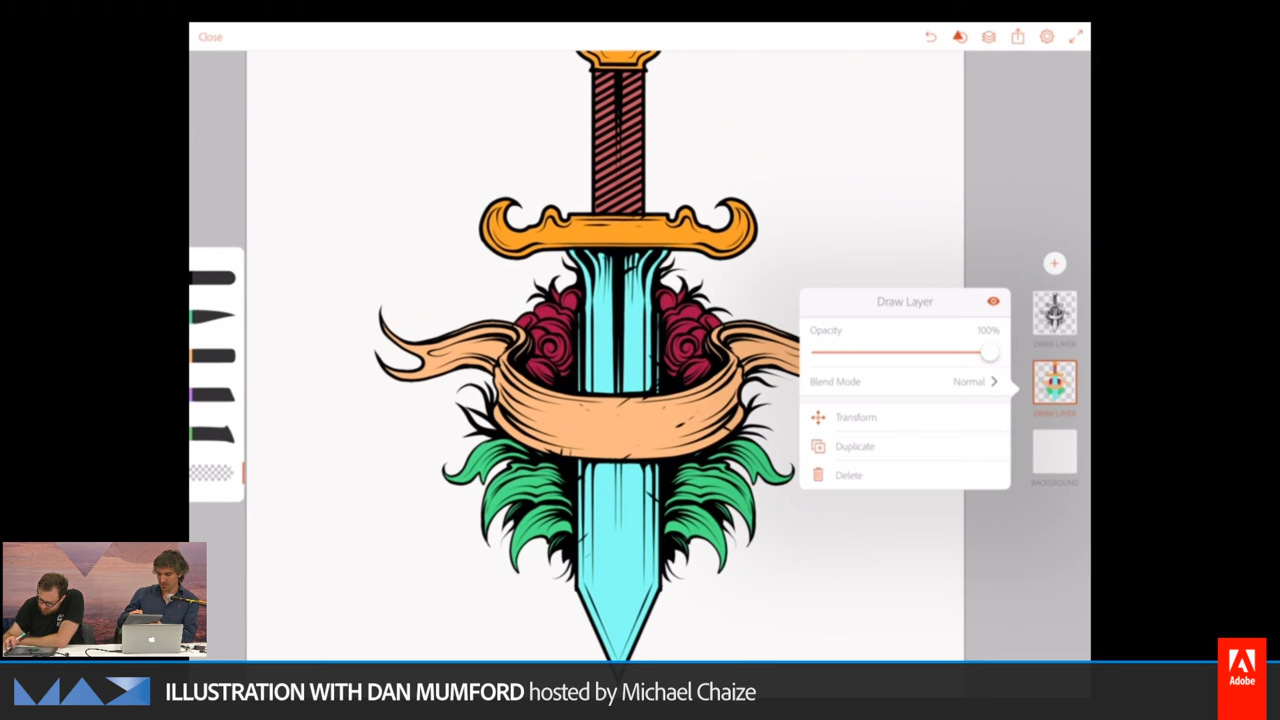 Close
Draw Layer
Opacity 100%
Blend Mode Normal
Transform
Duplicate
Delete
DRAW LAYER
DRAW LAYER
BACKGROUND
MAX ILLUSTRATION WITH DAN MUMFORD hosted by Michael Chaize
Adobe